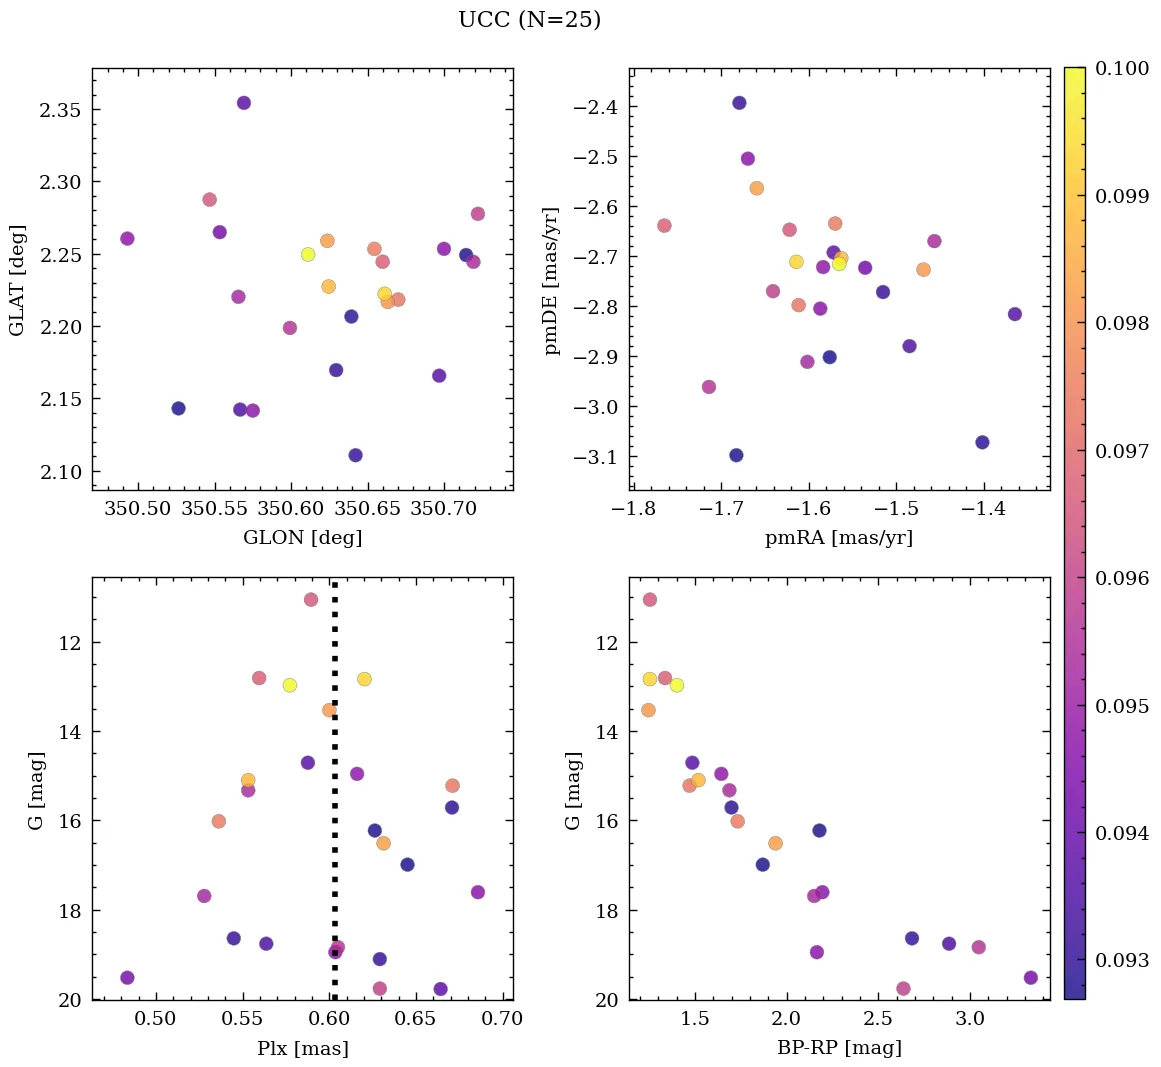 UCC (N=25)
2.35
2.30
2.25
2.20
2.15
2.10
GLAT [deg]
350.50 350.55 350.60 350.65 350.70
GLON [deg]
−2.4
−2.5
−2.6
−2.7
−2.8
−2.9
−3.0
−3.1
pmDE [mas/yr]
−1.8 −1.7 −1.6 −1.5 −1.4
pmRA [mas/yr]
0.100
0.099
0.098
0.097
0.096
0.095
0.094
0.093
12
14
16
18
20
G [mag]
0.50 0.55 0.60 0.65 0.70
Plx [mas]
12
14
16
18
20
G [mag]
1.5 2.0 2.5 3.0
BP-RP [mag]